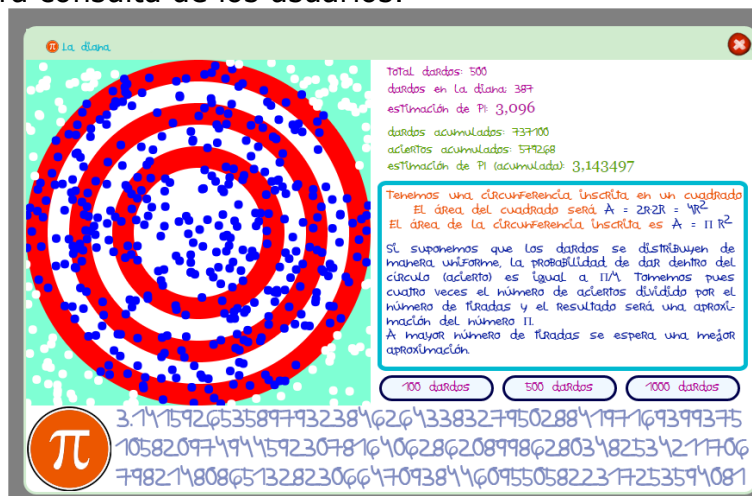 ra consulta de los usuarios.
La diana
Total dardos: 500
dardos en la diana: 387
estimación de PI: 3,096
dardos acumulados: 737100
aciertos acumulados: 579268
estimación de PI (acumulada): 3,143497
Tenemos una circunferencia inscrita en un cuadrado
El área del cuadrado será A = 2R·2R = 4R²
El área de la circunferencia inscrita es A = Π R²
Si suponemos que los dardos se distribuyen de
manera uniforme, la probabilidad de dar dentro del
círculo (acierto) es igual a Π/4. Tomemos pues
cuatro veces el número de aciertos dividido por el
número de tiradas y el resultado será una aproxi-
mación del número Π.
A mayor número de tiradas se espera una mejor
aproximación.
100 dardos 500 dardos 1000 dardos
π
3.141592653589793238462643383279502884197169399375
10582097494459230781640628620899862803482534211706
79821480865132823066470938446095505822317253594081